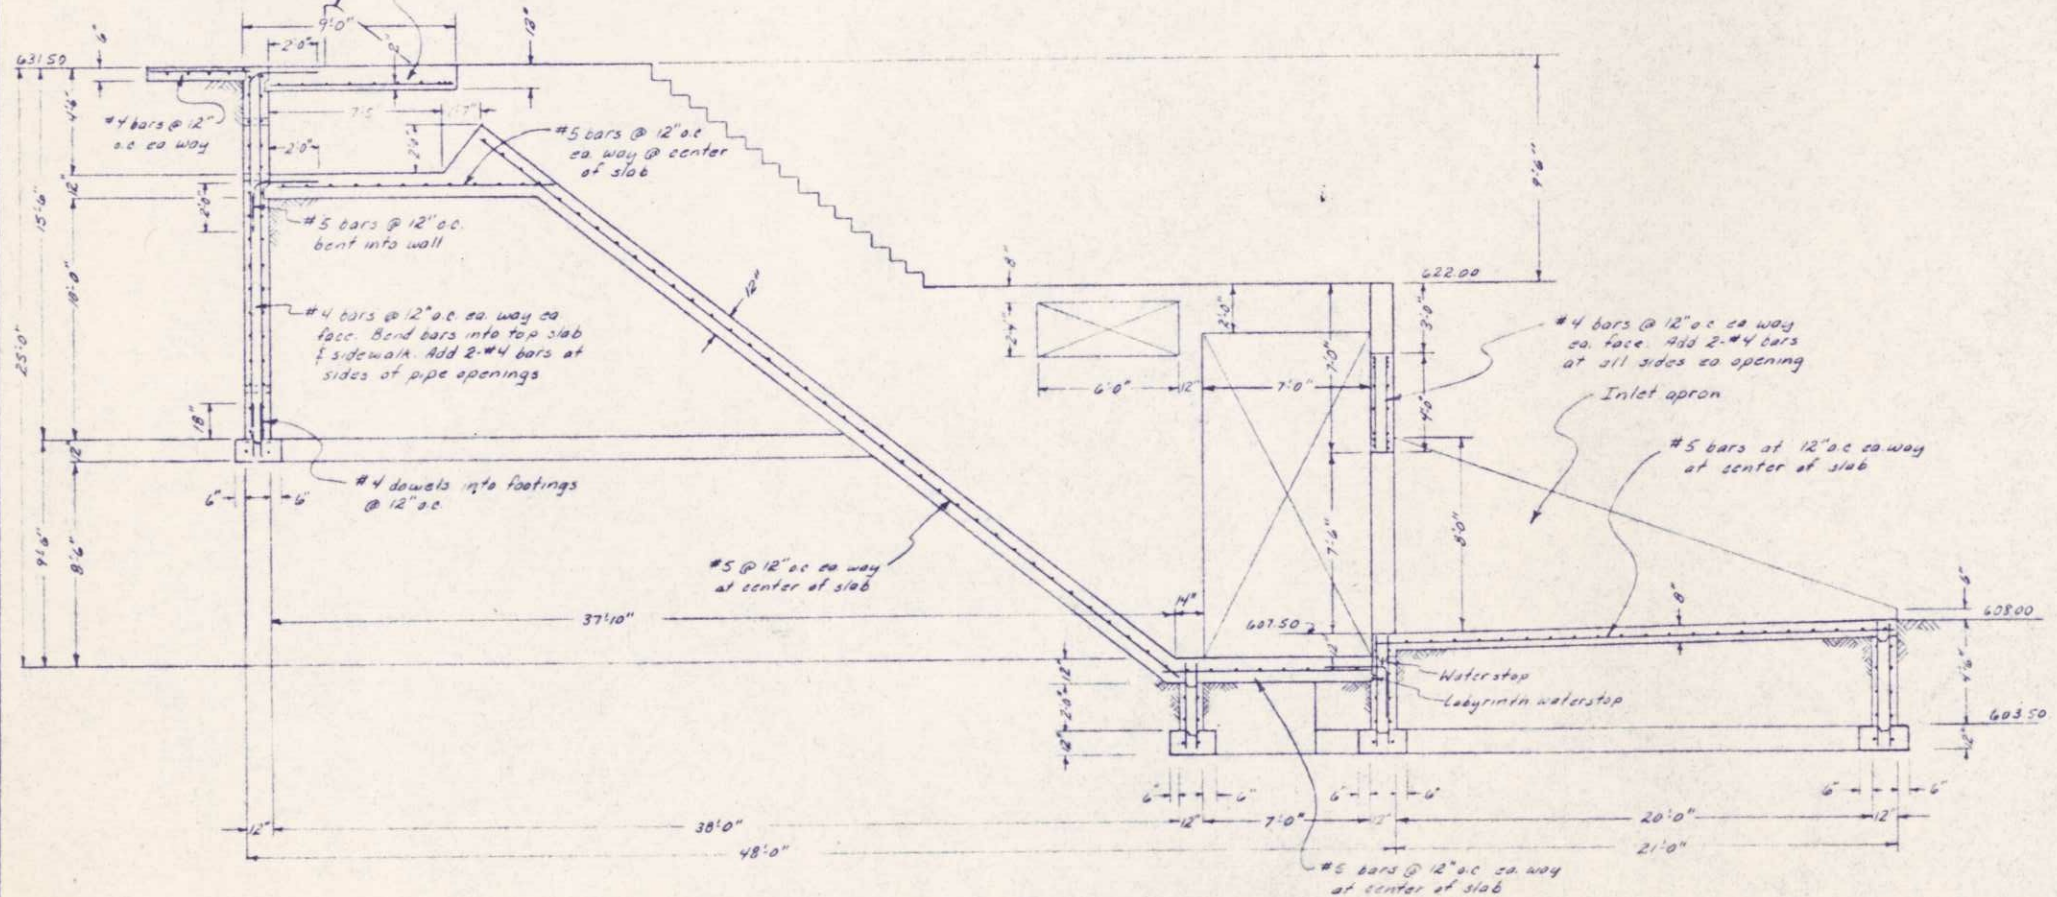 9'0"
2'0"
12"
631.50
6"
8"
#4 bars @ 12"
o.c. ea way
7'5"
1'7"
2'0"
2'0"
#5 bars @ 12" o.c
ea. way @ center
of slab
9'6"
15'6"
12"
2'0"
#5 bars @ 12" o.c.
bent into wall
10'0"
25'0"
12"
8"
622.00
2'4"
2'0"
3'0"
7'0"
4'0"
6'0"
12"
7'0"
#4 bars @ 12" o.c. ea. way ea.
face. Bend bars into top slab
& sidewalk. Add 2-#4 bars at
sides of pipe openings
#4 bars @ 12" o.c. ea way
ea. face. Add 2-#4 bars
at all sides ea opening
Inlet apron
#5 bars at 12" o.c. ea. way
at center of slab
18"
12"
6"
6"
#4 dowels into footings
@ 12" o.c.
9'6"
8'6"
7'6"
8'0"
#5 @ 12" o.c ea way
at center of slab
37'10"
14"
607.50
8"
6"
608.00
Waterstop
Labyrinth waterstop
12"
2'0"
12"
603.50
12"
6"
6"
6"
6"
6"
6"
12"
38'0"
12"
7'0"
12"
20'0"
12"
48'0"
21'0"
#5 bars @ 12" o.c. ea. way
at center of slab